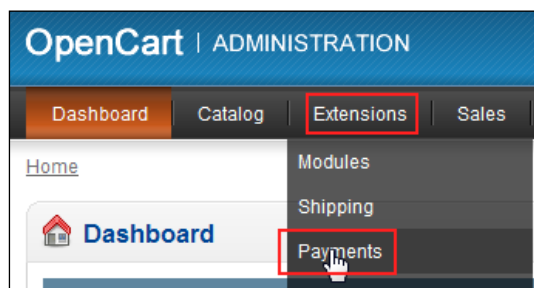 OpenCart | ADMINISTRATION
Dashboard Catalog Extensions Sales
Home Modules
Shipping
Dashboard
Payments